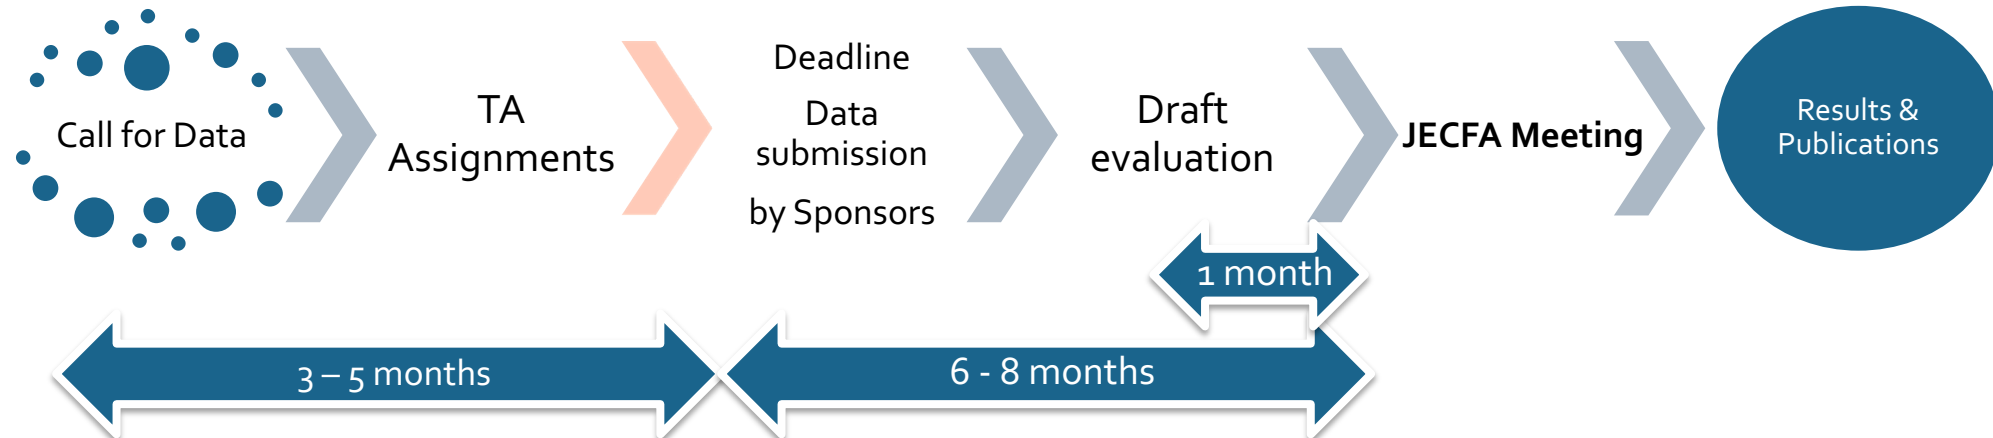 Call for Data
TA
Assignments
Deadline
Data
submission
by Sponsors
Draft
evaluation
JECFA Meeting
Results &
Publications
1 month
3 – 5 months
6 - 8 months